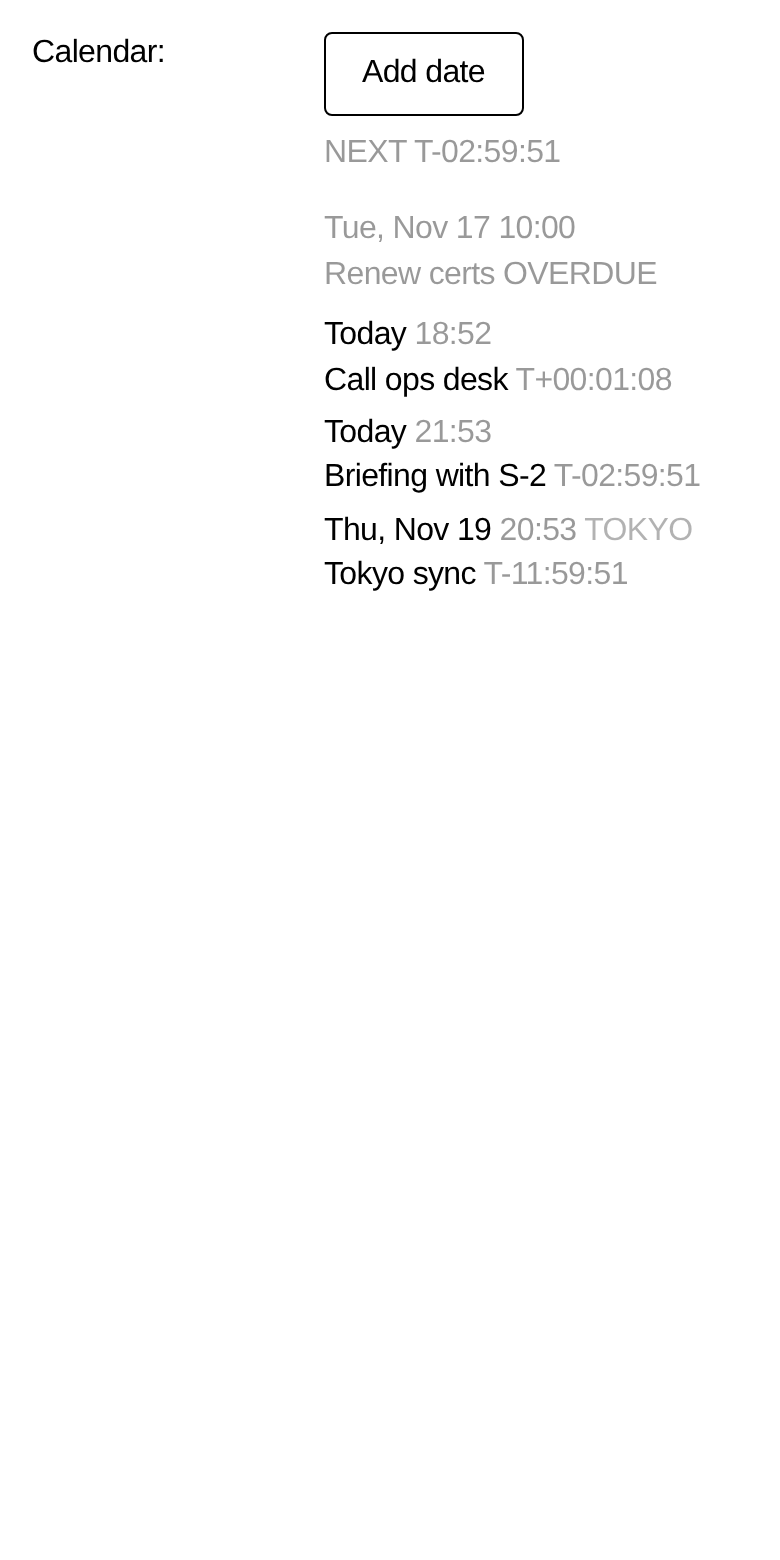 Calendar:
Add date
NEXT T-02:59:51
Tue, Nov 17 10:00
Renew certs OVERDUE
Today 18:52
Call ops desk T+00:01:08
Today 21:53
Briefing with S-2 T-02:59:51
Thu, Nov 19 20:53 TOKYO
Tokyo sync T-11:59:51